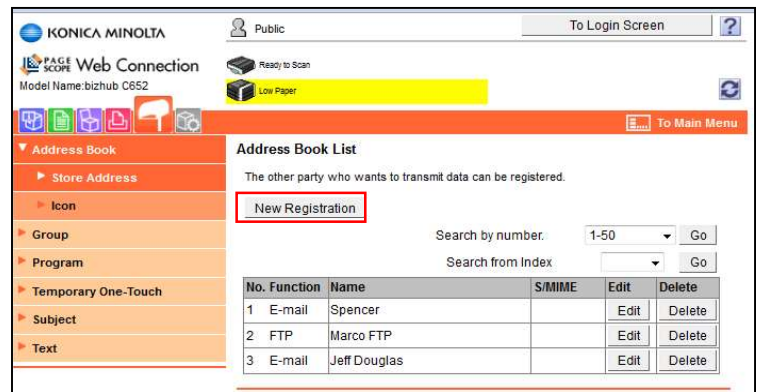 KONICA MINOLTA
Public
To Login Screen
?
PAGE SCOPE Web Connection
Ready to Scan
Model Name:bizhub C652
Low Paper
To Main Menu
Address Book
Store Address
Icon
Group
Program
Temporary One-Touch
Subject
Text
Address Book List
The other party who wants to transmit data can be registered.
New Registration
Search by number. 1-50 Go
Search from Index Go
No. Function Name S/MIME Edit Delete
1 E-mail Spencer Edit Delete
2 FTP Marco FTP Edit Delete
3 E-mail Jeff Douglas Edit Delete